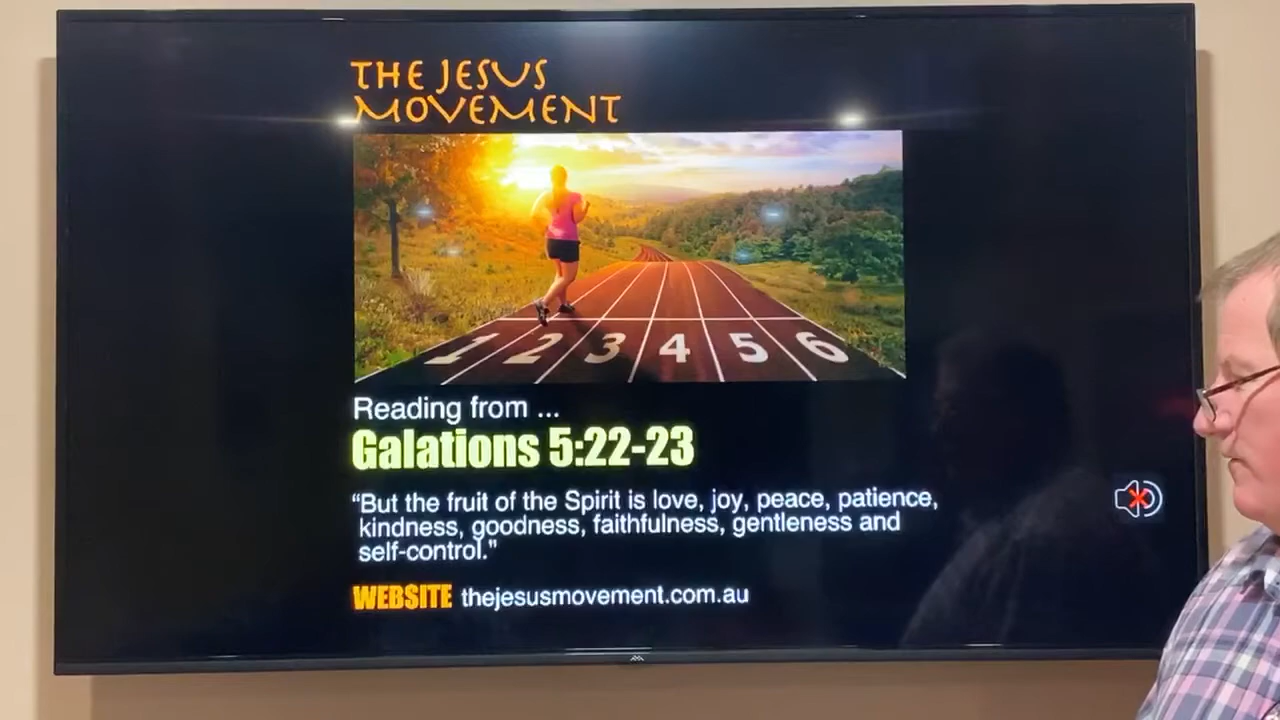 THE JESUS
MOVEMENT
1 2 3 4 5 6
Reading from ...
Galations 5:22-23
“But the fruit of the Spirit is love, joy, peace, patience,
kindness, goodness, faithfulness, gentleness and
self-control."
WEBSITE thejesusmovement.com.au